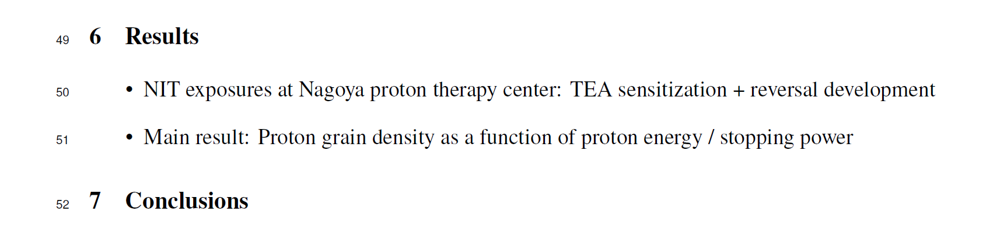 49 6 Results
50 • NIT exposures at Nagoya proton therapy center: TEA sensitization + reversal development
51 • Main result: Proton grain density as a function of proton energy / stopping power
52 7 Conclusions